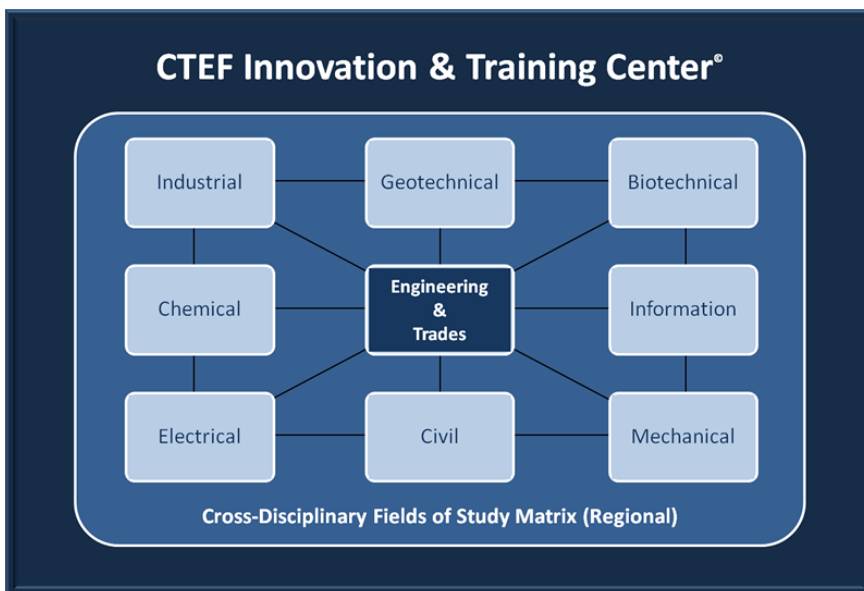 CTEF Innovation & Training Center©
Industrial
Geotechnical
Biotechnical
Chemical
Engineering
&
Trades
Information
Electrical
Civil
Mechanical
Cross-Disciplinary Fields of Study Matrix (Regional)